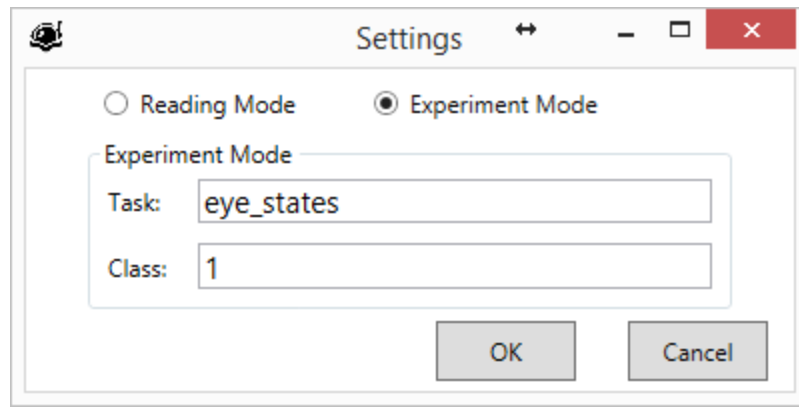 Settings
Reading Mode Experiment Mode
Experiment Mode
Task: eye_states
Class: 1
OK Cancel